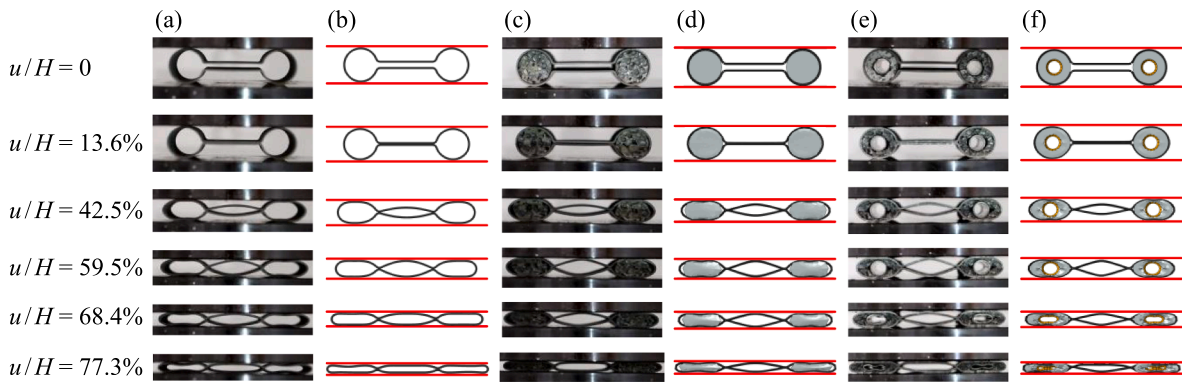 (a) (b) (c) (d) (e) (f)
u/H = 0
u/H = 13.6%
u/H = 42.5%
u/H = 59.5%
u/H = 68.4%
u/H = 77.3%